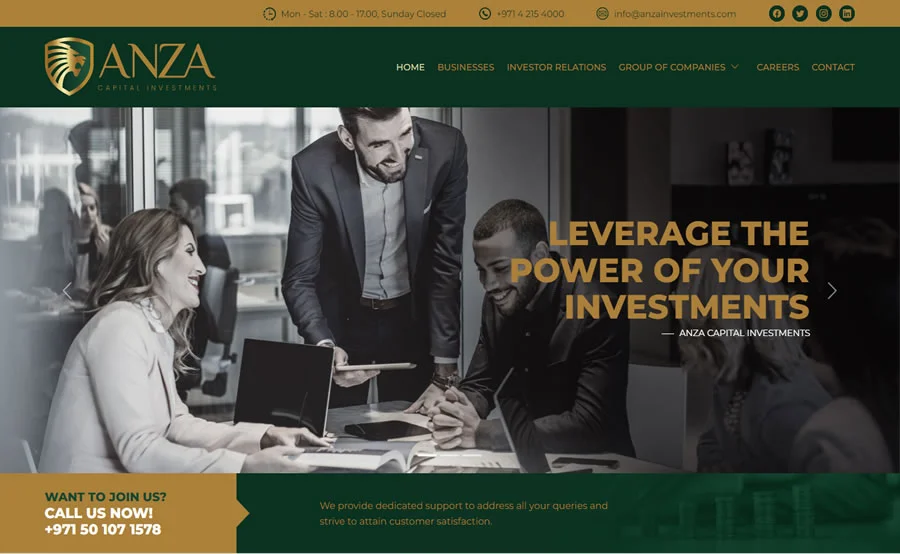 Mon - Sat : 8.00 - 17.00, Sunday Closed
+971 4 215 4000
info@anzainvestments.com
ANZA
CAPITAL INVESTMENTS
HOME
BUSINESSES
INVESTOR RELATIONS
GROUP OF COMPANIES
CAREERS
CONTACT
LEVERAGE THE
POWER OF YOUR
INVESTMENTS
— ANZA CAPITAL INVESTMENTS
WANT TO JOIN US?
CALL US NOW!
+971 50 107 1578
We provide dedicated support to address all your queries and
strive to attain customer satisfaction.